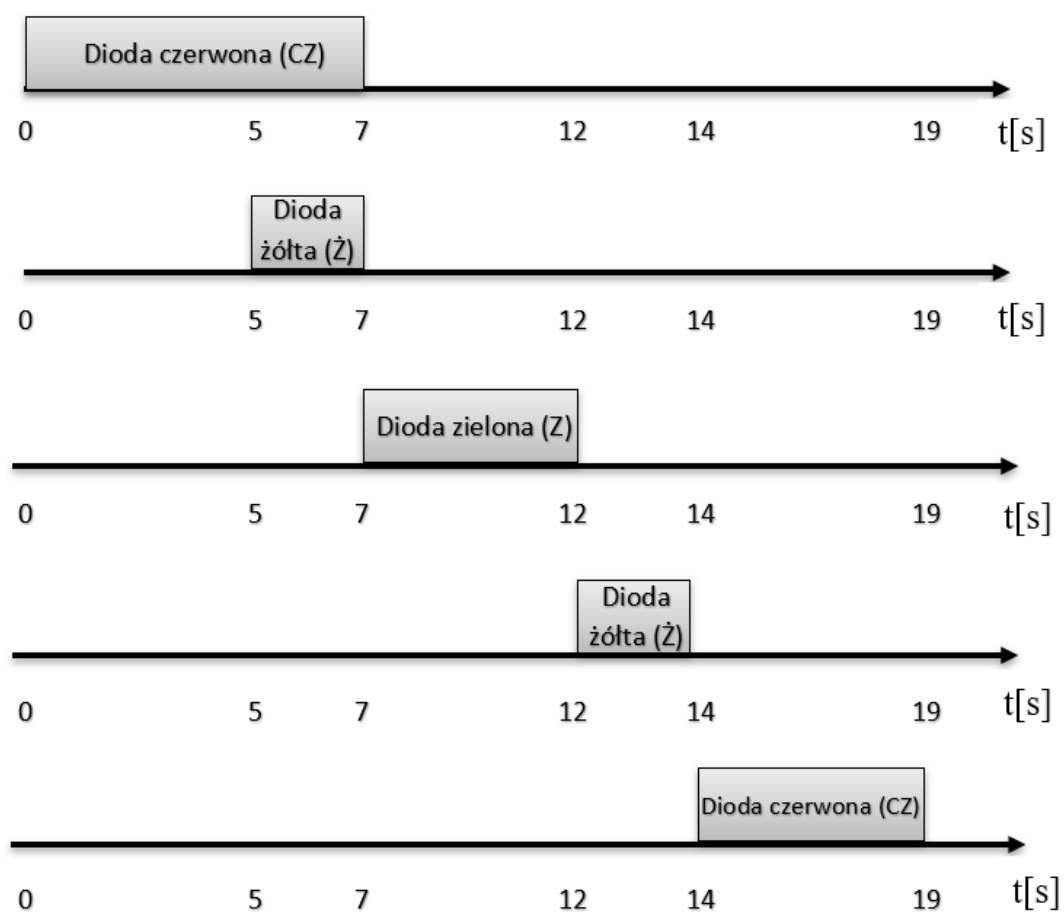 Dioda czerwona (CZ)
0 5 7 12 14 19 t[s]
Dioda
żółta (Ż)
0 5 7 12 14 19 t[s]
Dioda zielona (Z)
0 5 7 12 14 19 t[s]
Dioda
żółta (Ż)
0 5 7 12 14 19 t[s]
Dioda czerwona (CZ)
0 5 7 12 14 19 t[s]